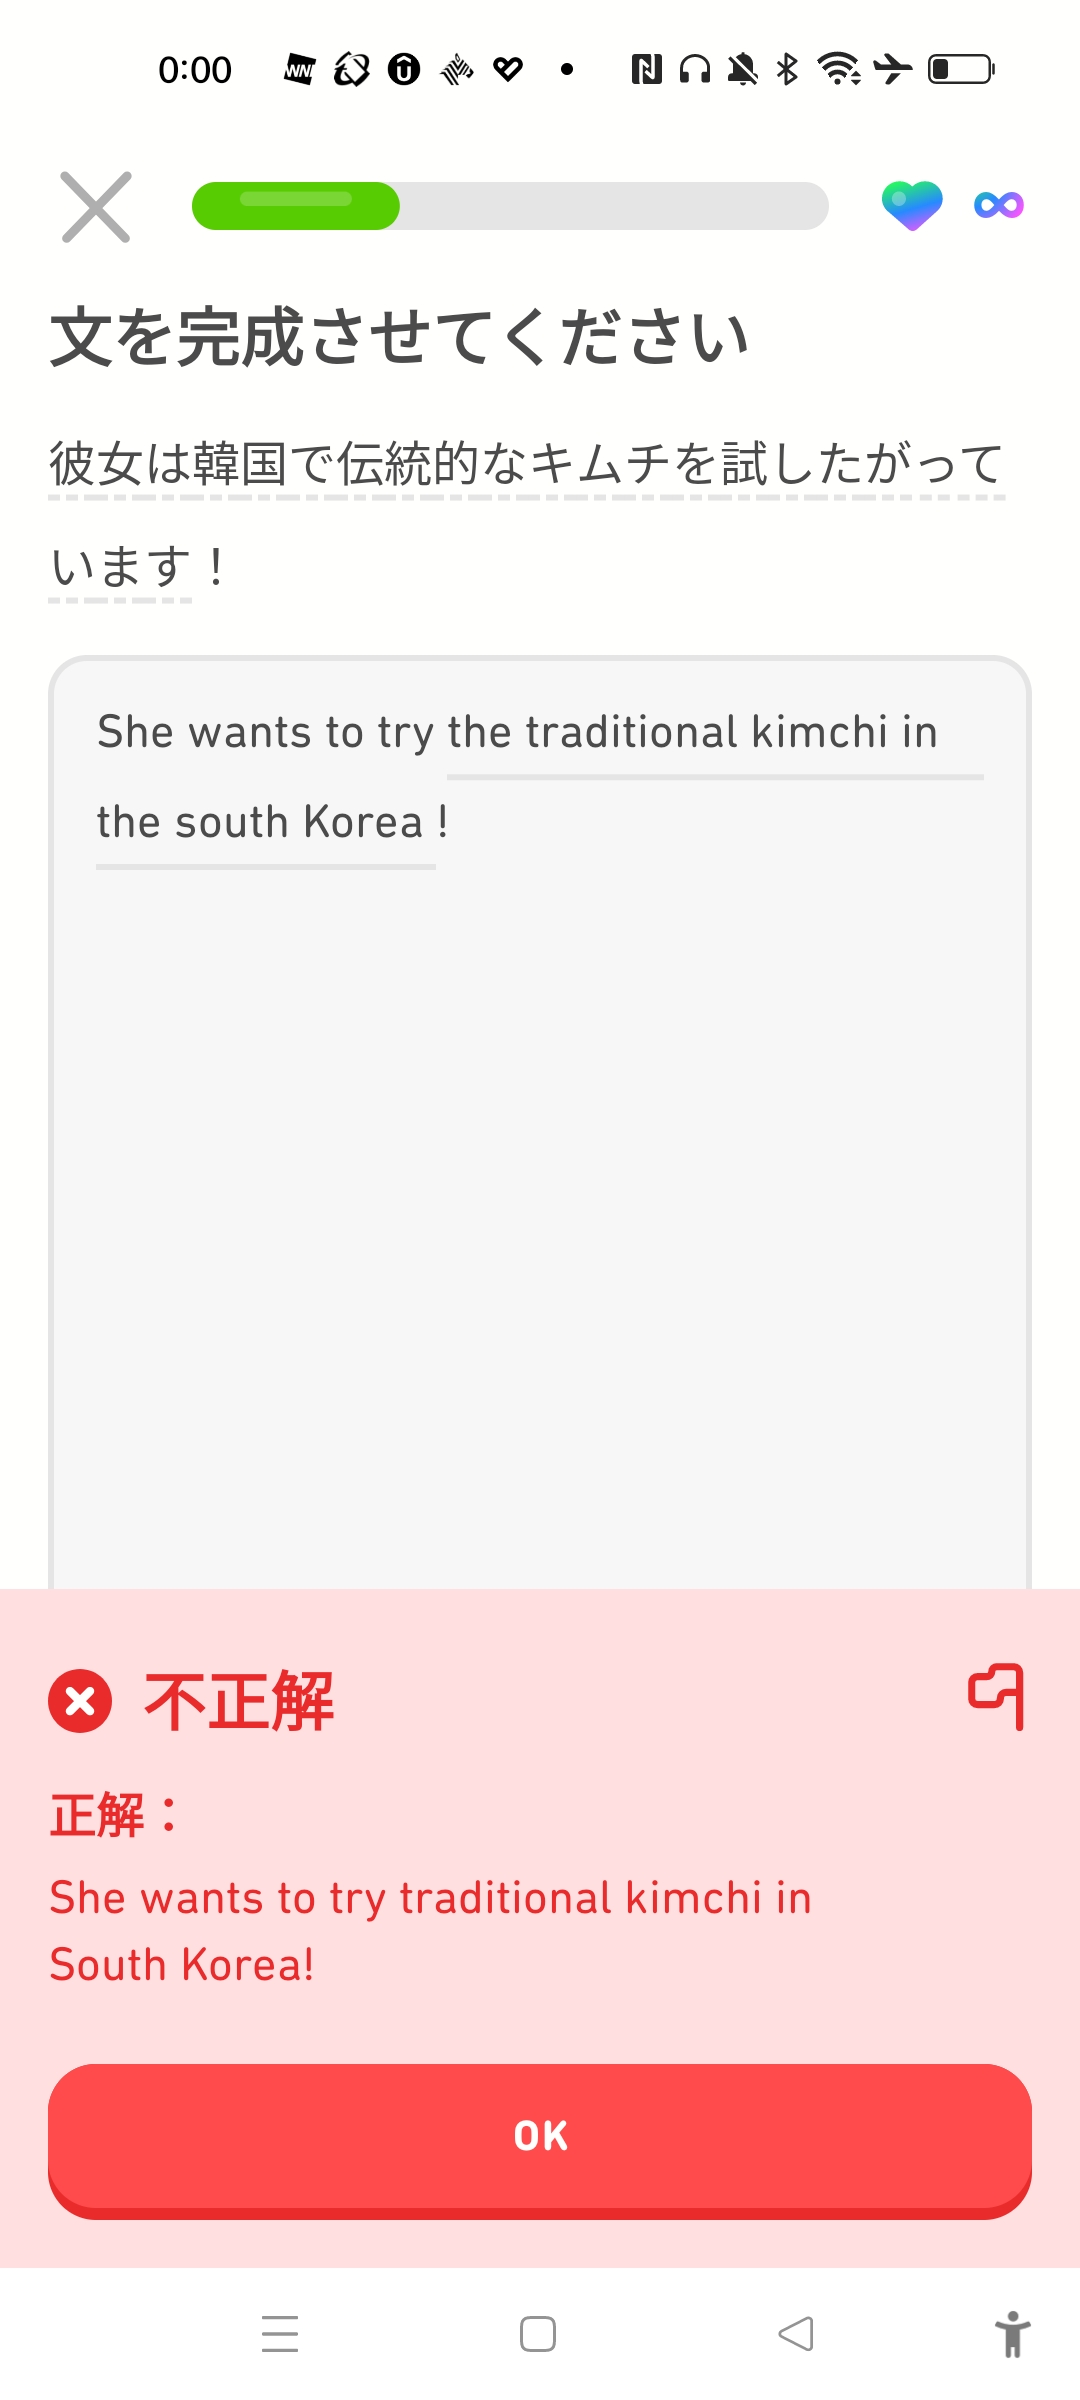 0:00
文を完成させてください
彼女は韓国で伝統的なキムチを試したがって
います！
She wants to try the traditional kimchi in
the south Korea !
不正解
正解：
She wants to try traditional kimchi in
South Korea!
OK